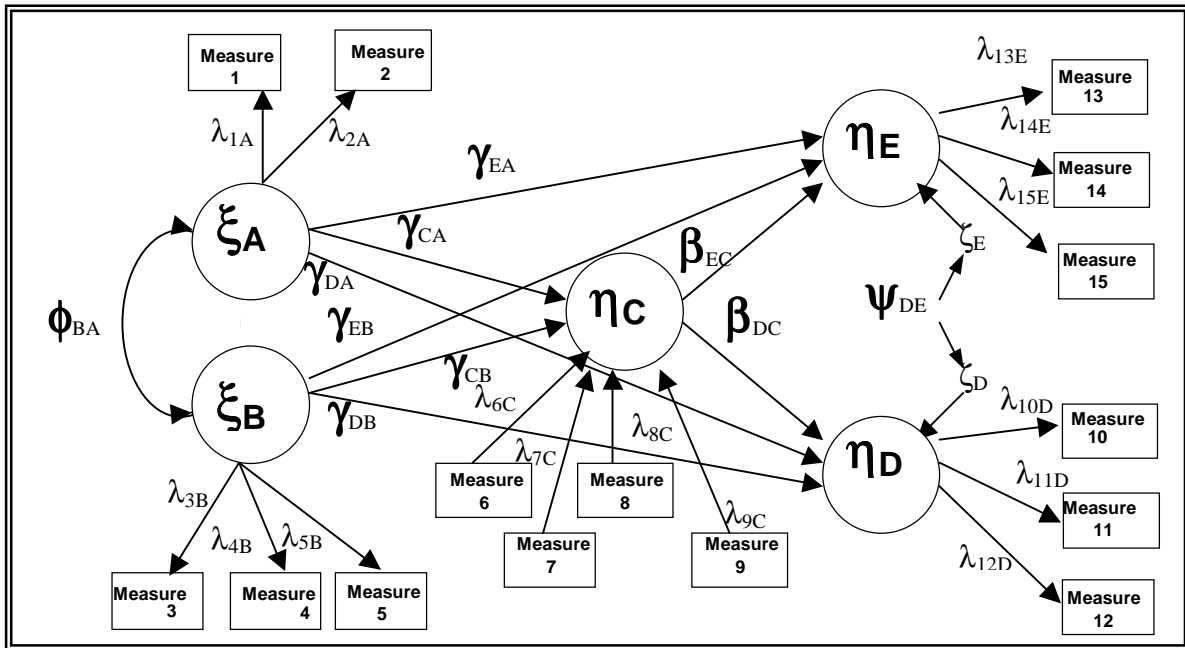 Measure
1
Measure
2
λ1A
λ2A
ξA
ϕBA
ξB
λ3B
λ4B
λ5B
Measure
3
Measure
4
Measure
5
γEA
γCA
γDA
γEB
γCB
γDB
ηC
λ6C
λ7C
λ8C
λ9C
Measure
6
Measure
7
Measure
8
Measure
9
βEC
βDC
ηE
λ13E
λ14E
λ15E
Measure
13
Measure
14
Measure
15
ζE
ψDE
ζD
ηD
λ10D
λ11D
λ12D
Measure
10
Measure
11
Measure
12